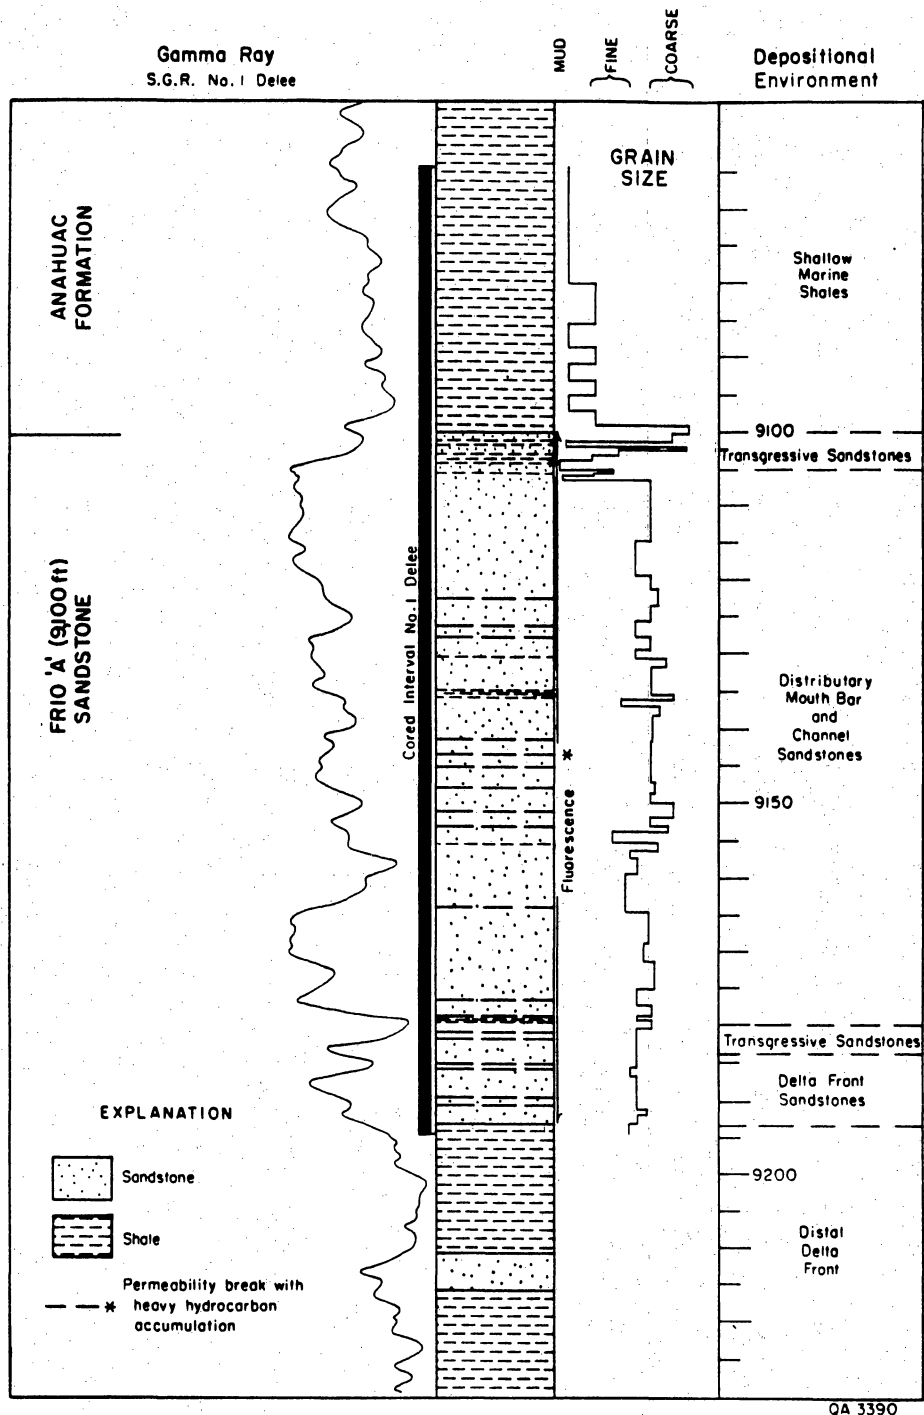 Gamma Ray
S.G.R. No. 1 Delee
MUD
FINE
COARSE
Depositional
Environment
GRAIN
SIZE
ANAHUAC
FORMATION
FRIO 'A' (9,100 ft)
SANDSTONE
Cored Interval No. 1 Delee
Fluorescence *
Shallow
Marine
Shales
9100
Transgressive Sandstones
Distributary
Mouth Bar
and
Channel
Sandstones
9150
Transgressive Sandstones
Delta Front
Sandstones
9200
Distal
Delta
Front
EXPLANATION
Sandstone
Shale
Permeability break with
* heavy hydrocarbon
accumulation
QA 3390